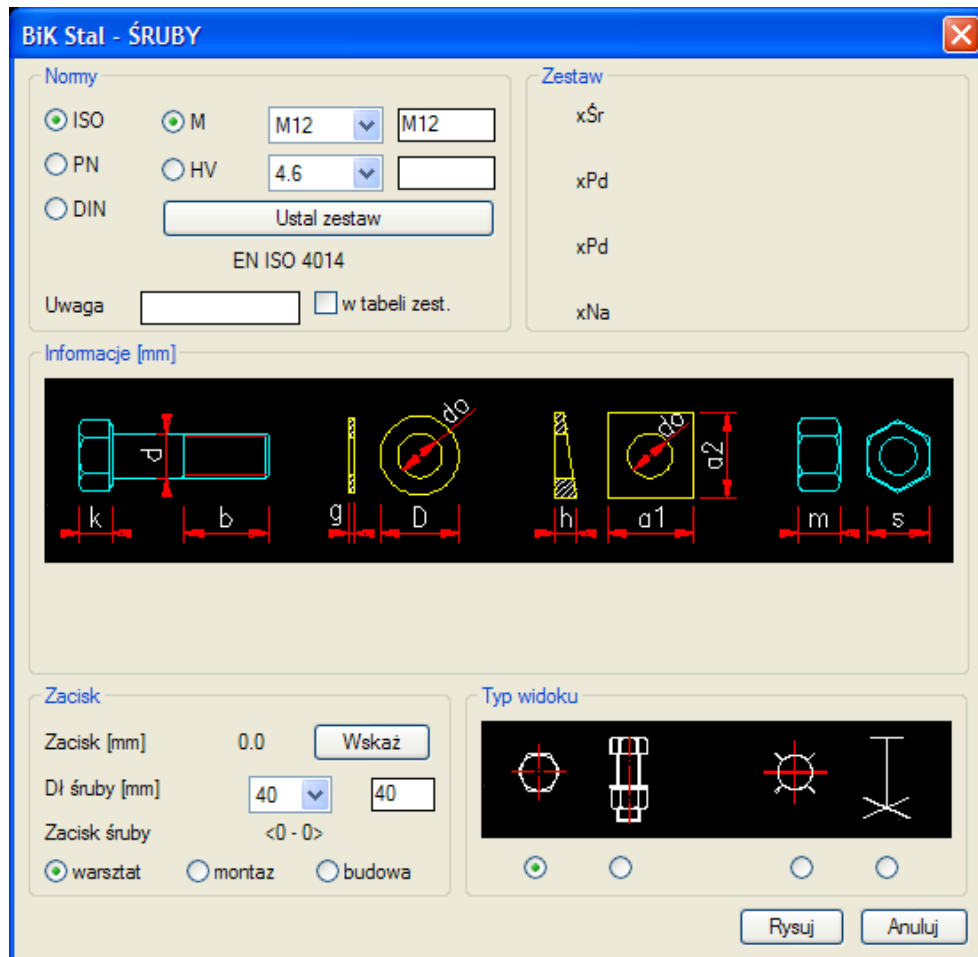 BiK Stal - ŚRUBY
Normy
ISO M M12 M12
PN HV 4.6
DIN Ustal zestaw
EN ISO 4014
Uwaga w tabeli zest.
Zestaw
xŚr
xPd
xPd
xNa
Informacje [mm]
d do do a2
k b g D h a1 m s
Zacisk
Zacisk [mm] 0.0 Wskaż
Dł śruby [mm] 40 40
Zacisk śruby <0 - 0>
warsztat montaz budowa
Typ widoku
Rysuj Anuluj